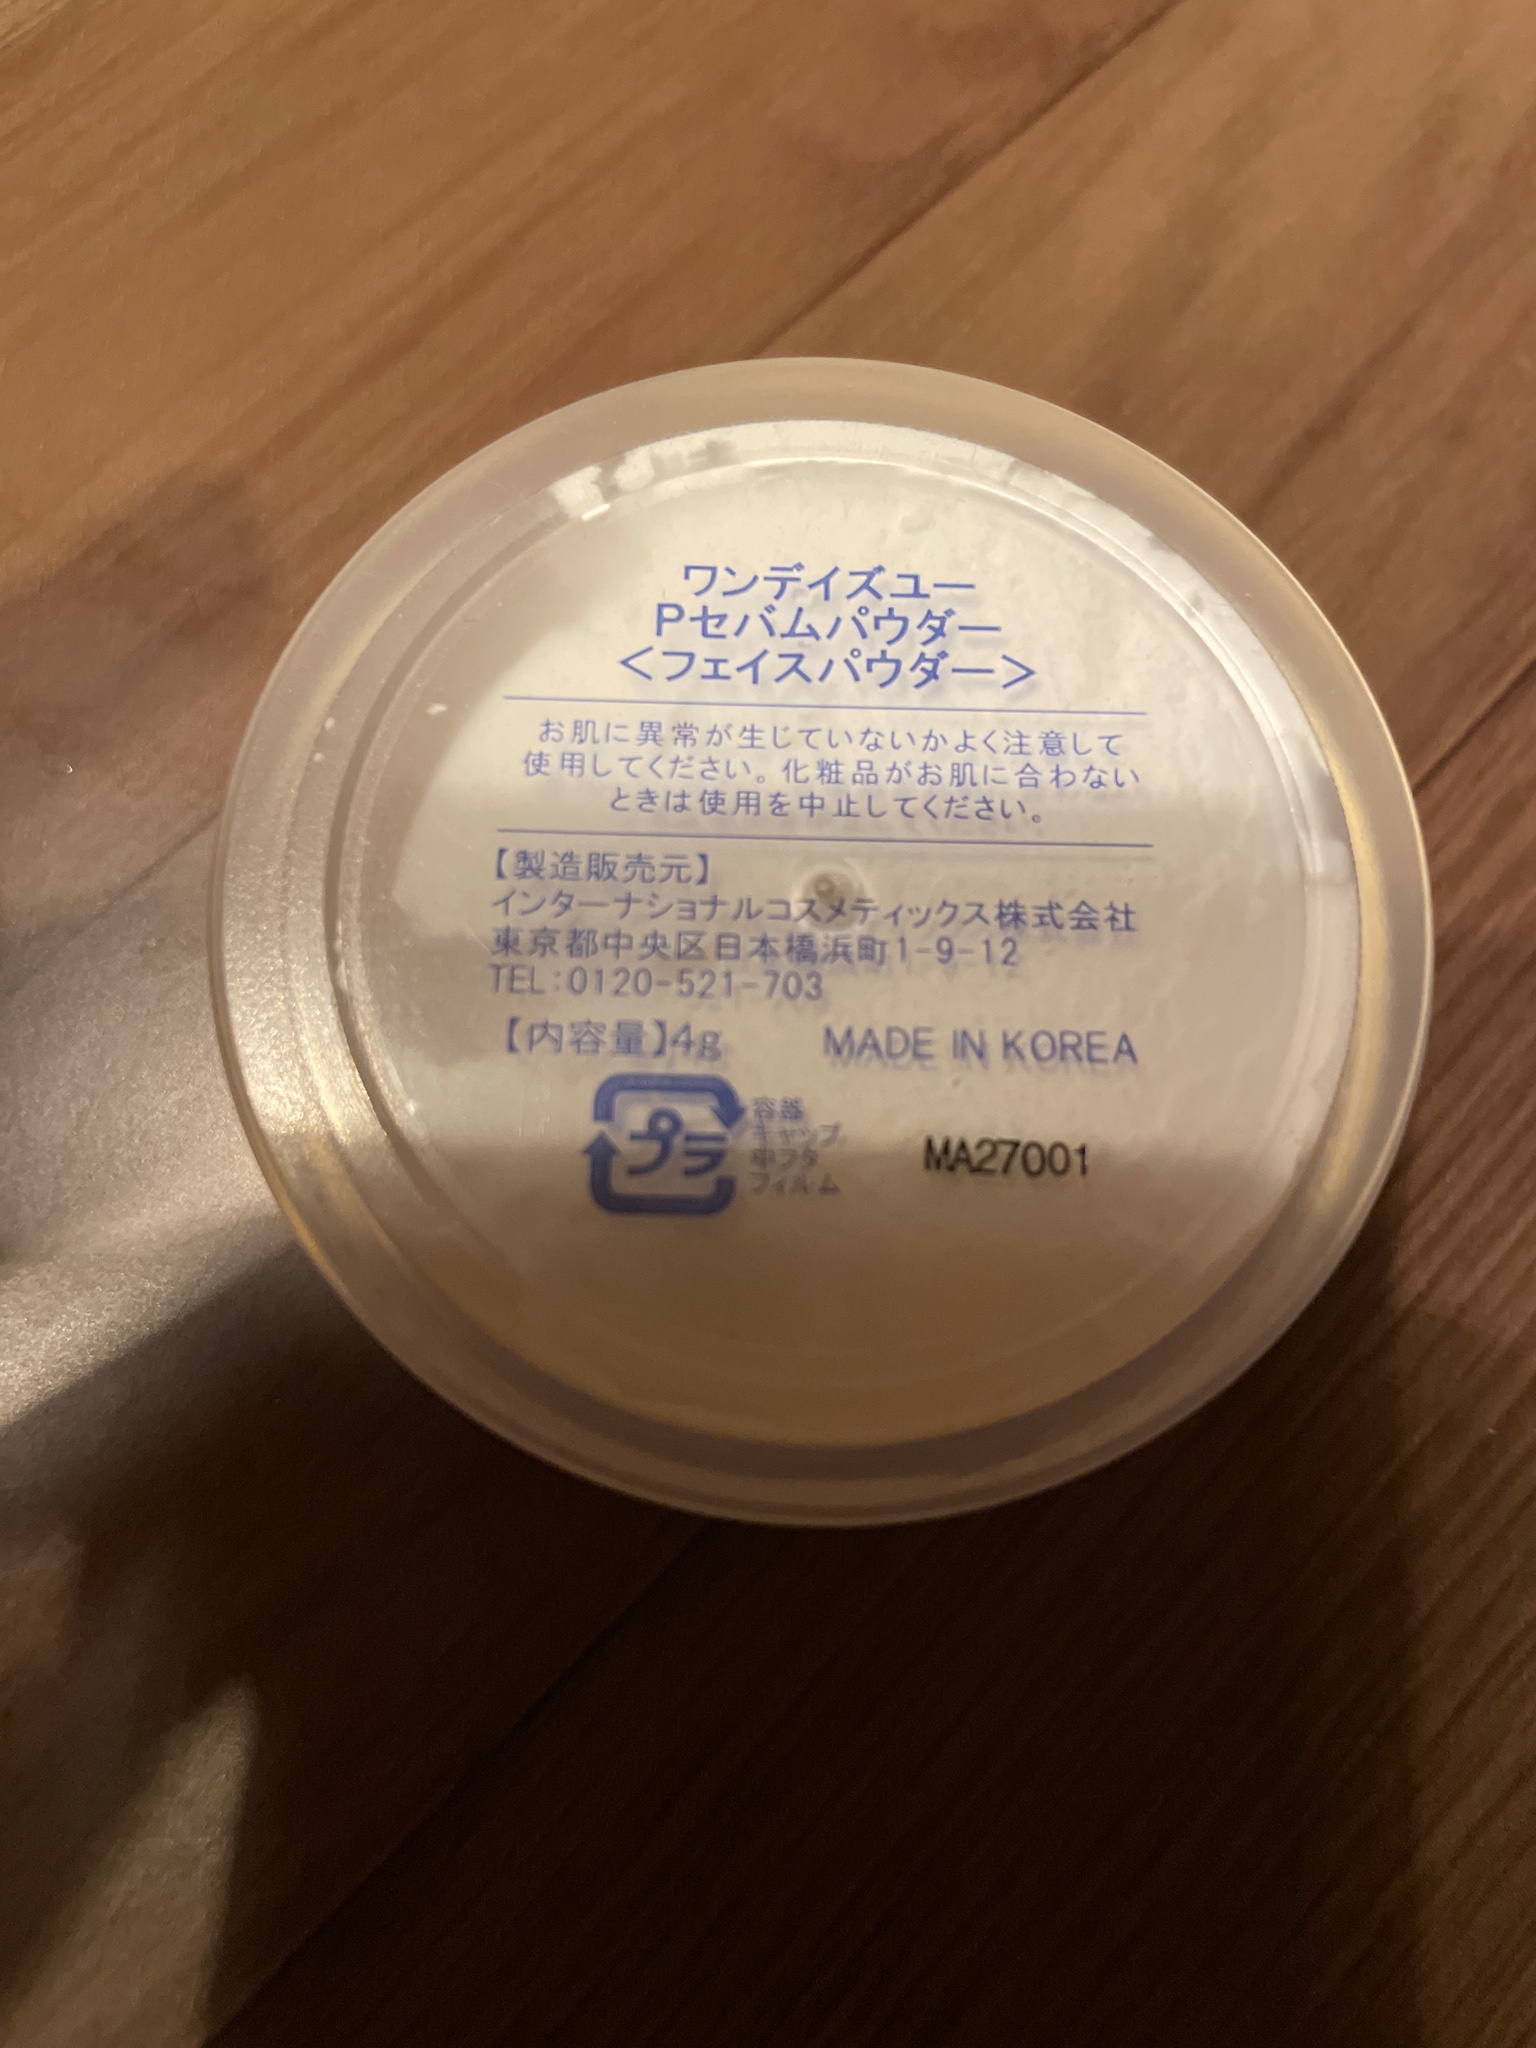 ワンデイズユー
Pセバムパウダー
＜フェイスパウダー＞
お肌に異常が生じていないかよく注意して
使用してください。化粧品がお肌に合わない
ときは使用を中止してください。
【製造販売元】
インターナショナルコスメティックス株式会社
東京都中央区日本橋浜町1-9-12
TEL:0120-521-703
【内容量】4g MADE IN KOREA
プラ
容器
キャップ
中フタ
フィルム
MA27001